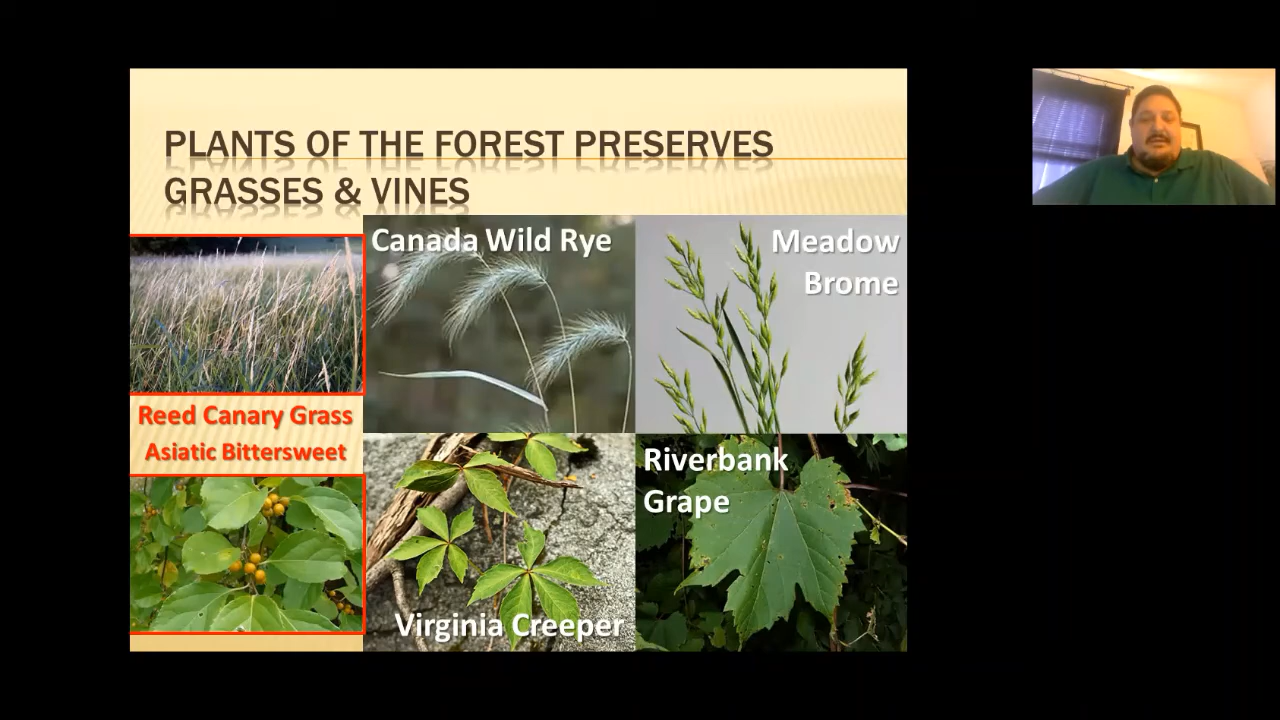 PLANTS OF THE FOREST PRESERVES
GRASSES & VINES
Canada Wild Rye
Meadow
Brome
Reed Canary Grass
Asiatic Bittersweet
Virginia Creeper
Riverbank
Grape